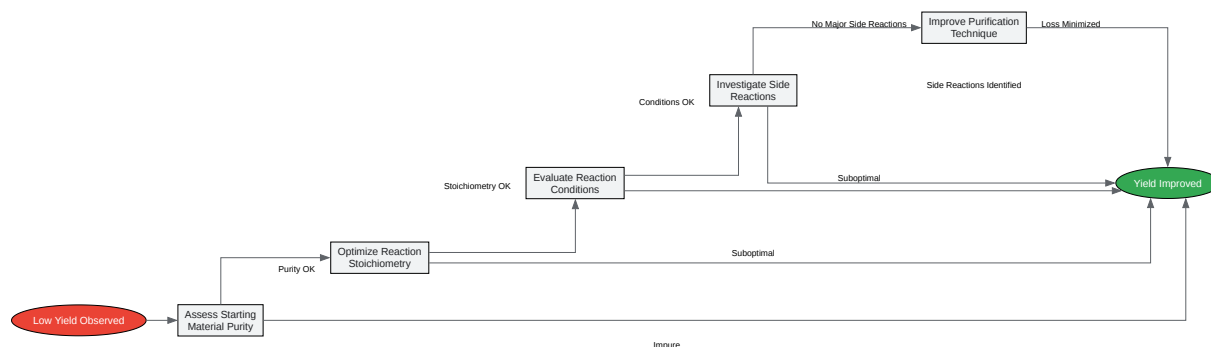 No Major Side Reactions
Improve Purification
Technique
Loss Minimized
Investigate Side
Reactions
Side Reactions Identified
Conditions OK
Evaluate Reaction
Conditions
Stoichiometry OK
Suboptimal
Yield Improved
Optimize Reaction
Stoichiometry
Suboptimal
Purity OK
Low Yield Observed
Assess Starting
Material Purity
Impure